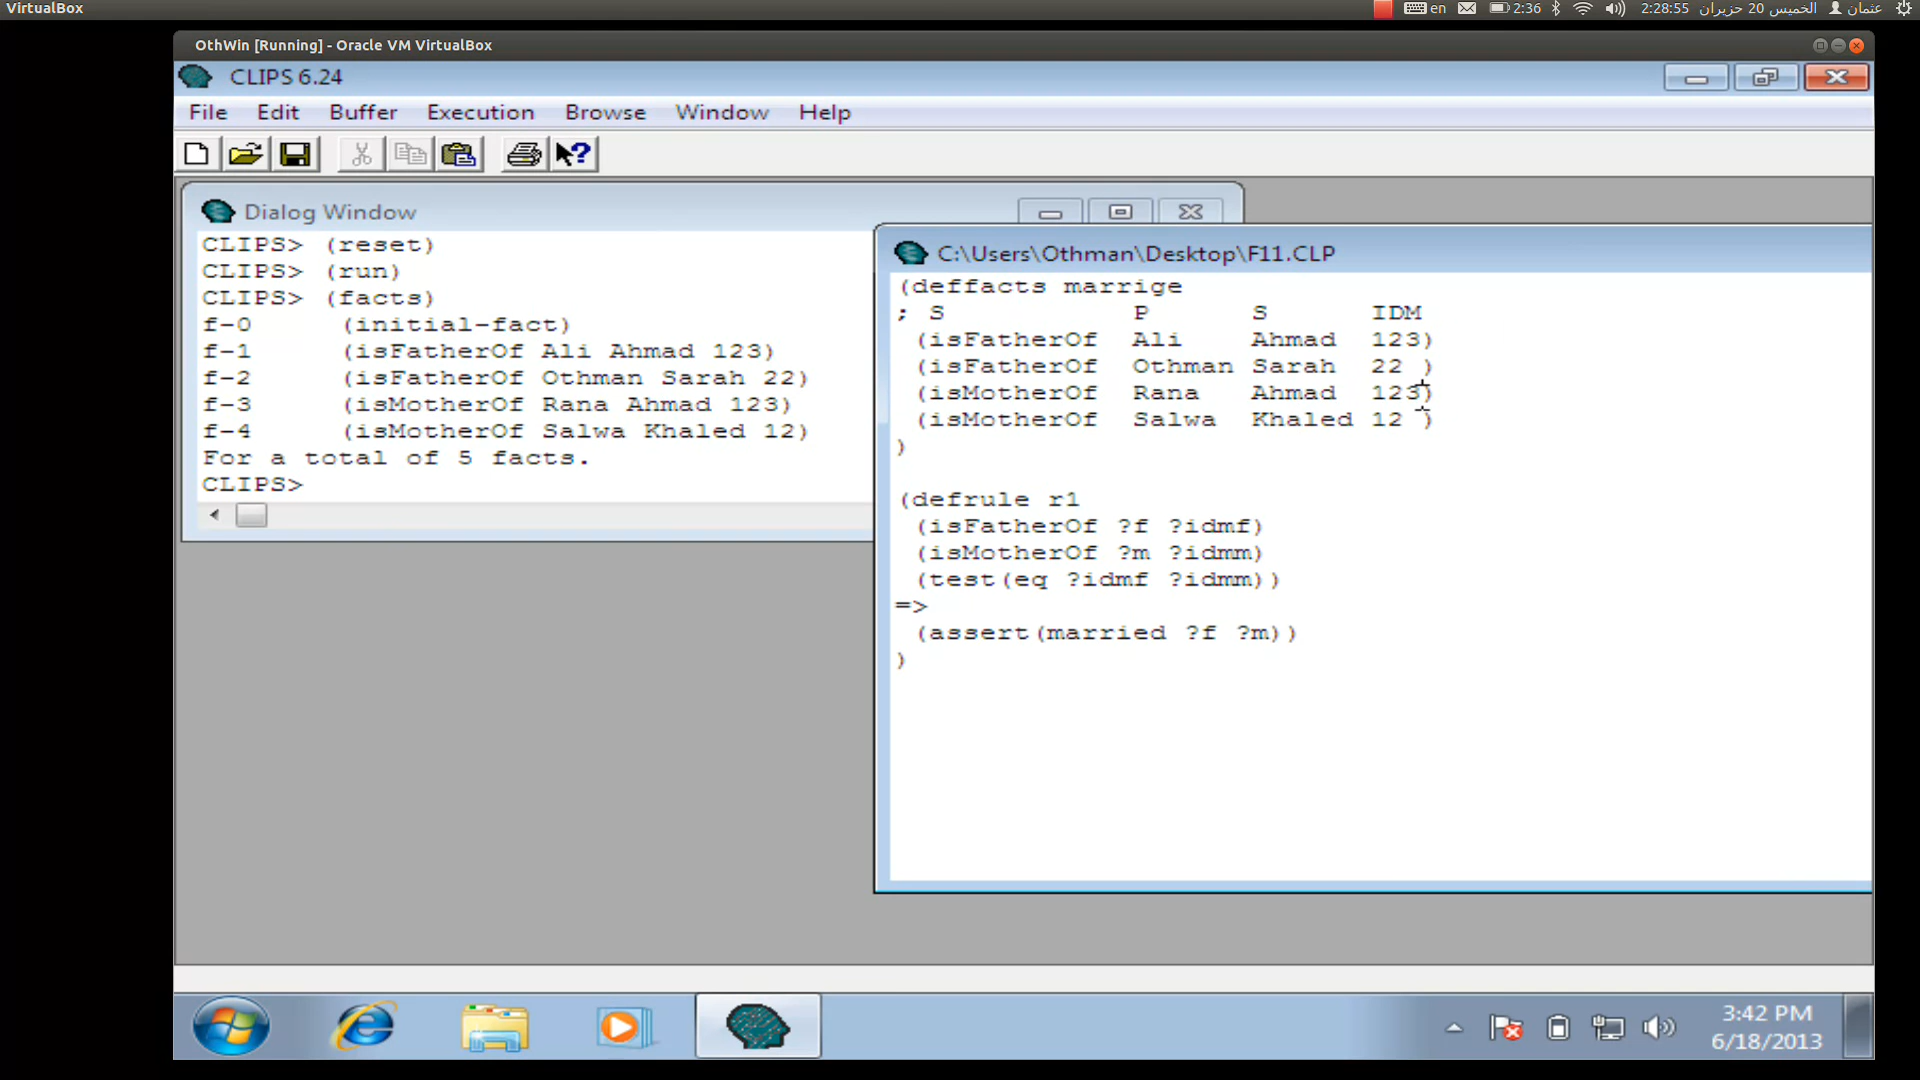 VirtualBox
en
2:36
2:28:55 الخميس 20 حزيران
عثمان
OthWin [Running] - Oracle VM VirtualBox
CLIPS 6.24
File Edit Buffer Execution Browse Window Help
Dialog Window
CLIPS> (reset)
CLIPS> (run)
CLIPS> (facts)
f-0 (initial-fact)
f-1 (isFatherOf Ali Ahmad 123)
f-2 (isFatherOf Othman Sarah 22)
f-3 (isMotherOf Rana Ahmad 123)
f-4 (isMotherOf Salwa Khaled 12)
For a total of 5 facts.
CLIPS>
C:\Users\Othman\Desktop\F11.CLP
(deffacts marrige
; S P S IDM
(isFatherOf Ali Ahmad 123)
(isFatherOf Othman Sarah 22 )
(isMotherOf Rana Ahmad 123)
(isMotherOf Salwa Khaled 12 )
)
(defrule r1
(isFatherOf ?f ?idmf)
(isMotherOf ?m ?idmm)
(test(eq ?idmf ?idmm))
=>
(assert(married ?f ?m))
)
3:42 PM
6/18/2013